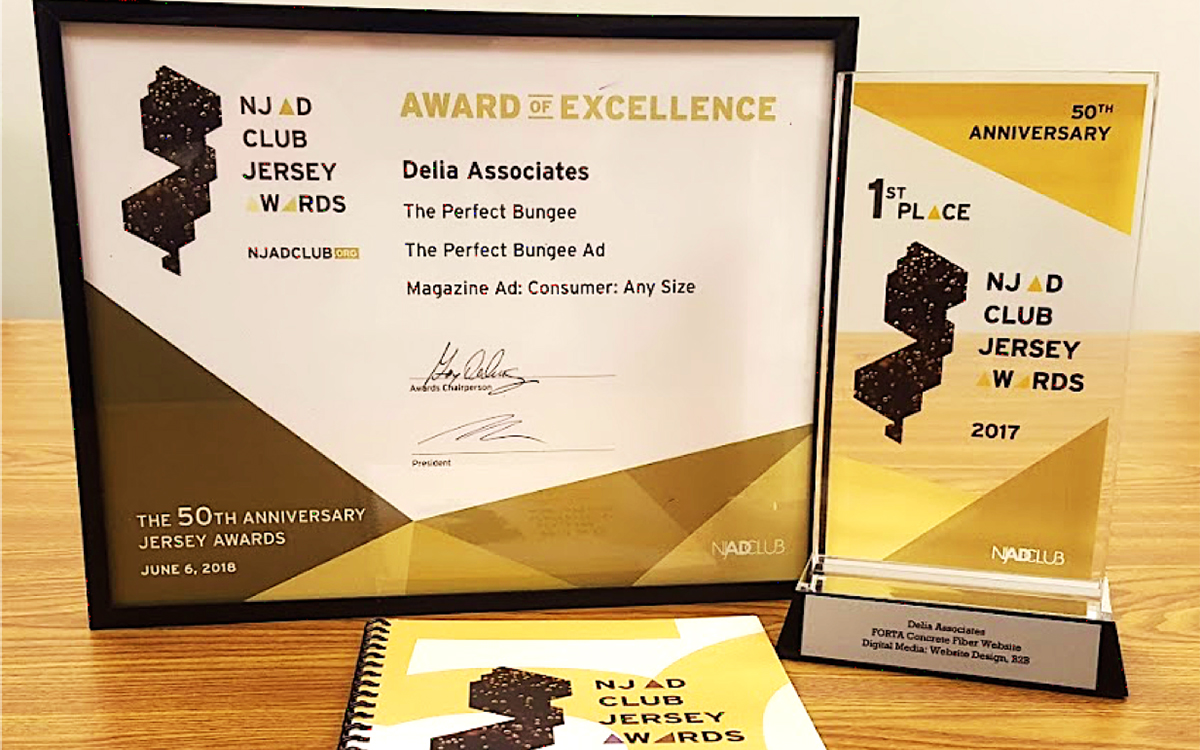 NJ AD
CLUB
JERSEY
AWARDS
NJADCLUB.ORG
AWARD OF EXCELLENCE
Delia Associates
The Perfect Bungee
The Perfect Bungee Ad
Magazine Ad: Consumer: Any Size
Awards Chairperson
President
THE 50TH ANNIVERSARY
JERSEY AWARDS
JUNE 6, 2018
NJADCLUB
50TH
ANNIVERSARY
1ST
PLACE
NJ AD
CLUB
JERSEY
AWARDS
2017
NJADCLUB
Delia Associates
FORTA Concrete Fiber Website
Digital Media: Website Design, B2B
NJ AD
CLUB
JERSEY
AWARDS